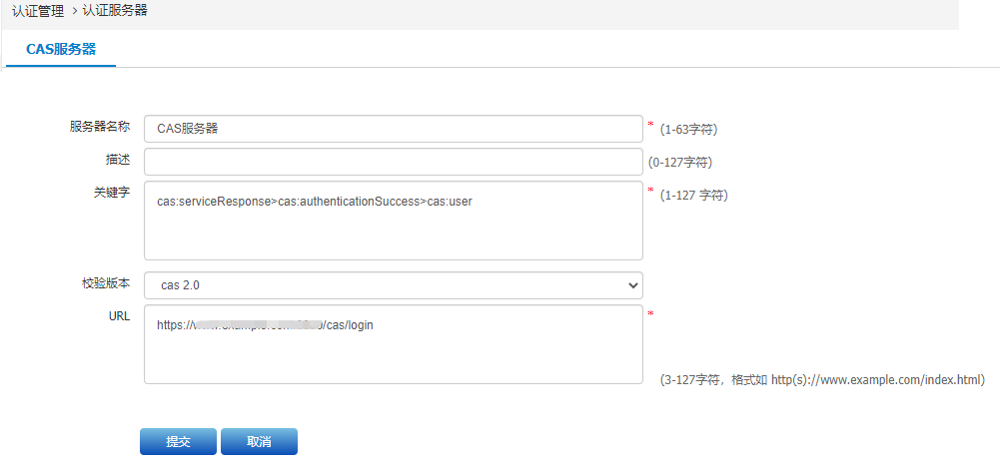 认证管理 > 认证服务器
CAS服务器
服务器名称 CAS服务器 * (1-63字符)
描述 (0-127字符)
关键字 cas:serviceResponse>cas:authenticationSuccess>cas:user * (1-127 字符)
校验版本 cas 2.0
URL https:// /cas/login *
(3-127字符，格式如 http(s)://www.example.com/index.html)
提交 取消